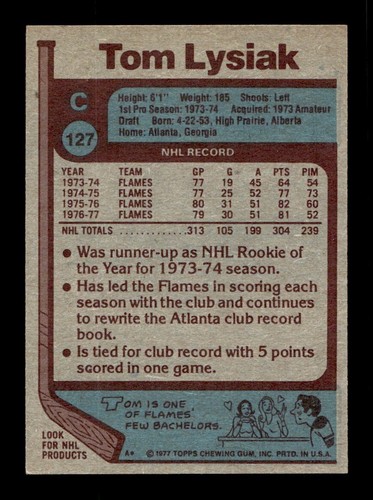 Tom Lysiak
C
127
Height: 6'1" Weight: 185 Shoots: Left
1st Pro Season: 1973-74 Acquired: 1973 Amateur
Draft Born: 4-22-53, High Prairie, Alberta
Home: Atlanta, Georgia
NHL RECORD
YEAR TEAM GP G A PTS PIM
1973-74 FLAMES 77 19 45 64 54
1974-75 FLAMES 77 25 52 77 73
1975-76 FLAMES 80 31 51 82 60
1976-77 FLAMES 79 30 51 81 52
NHL TOTALS ............ 313 105 199 304 239
• Was runner-up as NHL Rookie of
the Year for 1973-74 season.
• Has led the Flames in scoring each
season with the club and continues
to rewrite the Atlanta club record
book.
• Is tied for club record with 5 points
scored in one game.
TOM IS ONE
OF FLAMES'
FEW BACHELORS.
LOOK
FOR NHL
PRODUCTS
A+
© 1977 TOPPS CHEWING GUM, INC. PRTD. IN U.S.A.